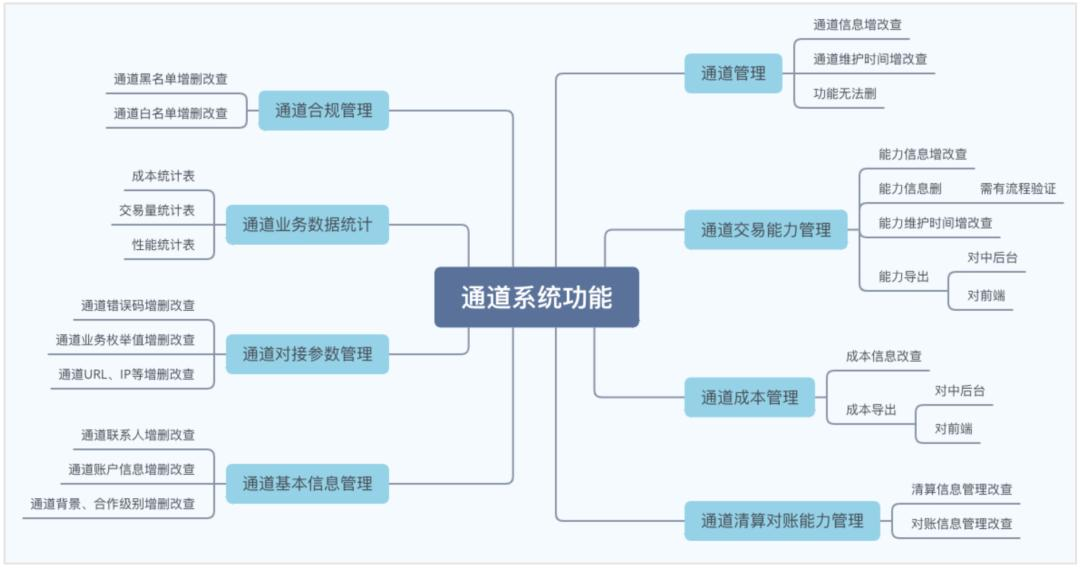 通道系统功能
通道管理
通道信息增改查
通道维护时间增改查
功能无法删
通道交易能力管理
能力信息增改查
能力信息删
需有流程验证
能力维护时间增改查
能力导出
对中后台
对前端
通道成本管理
成本信息改查
成本导出
对中后台
对前端
通道清算对账能力管理
清算信息管理改查
对账信息管理改查
通道合规管理
通道黑名单增删改查
通道白名单增删改查
通道业务数据统计
成本统计表
交易量统计表
性能统计表
通道对接参数管理
通道错误码增删改查
通道业务枚举值增删改查
通道URL、IP等增删改查
通道基本信息管理
通道联系人增删改查
通道账户信息增删改查
通道背景、合作级别增删改查